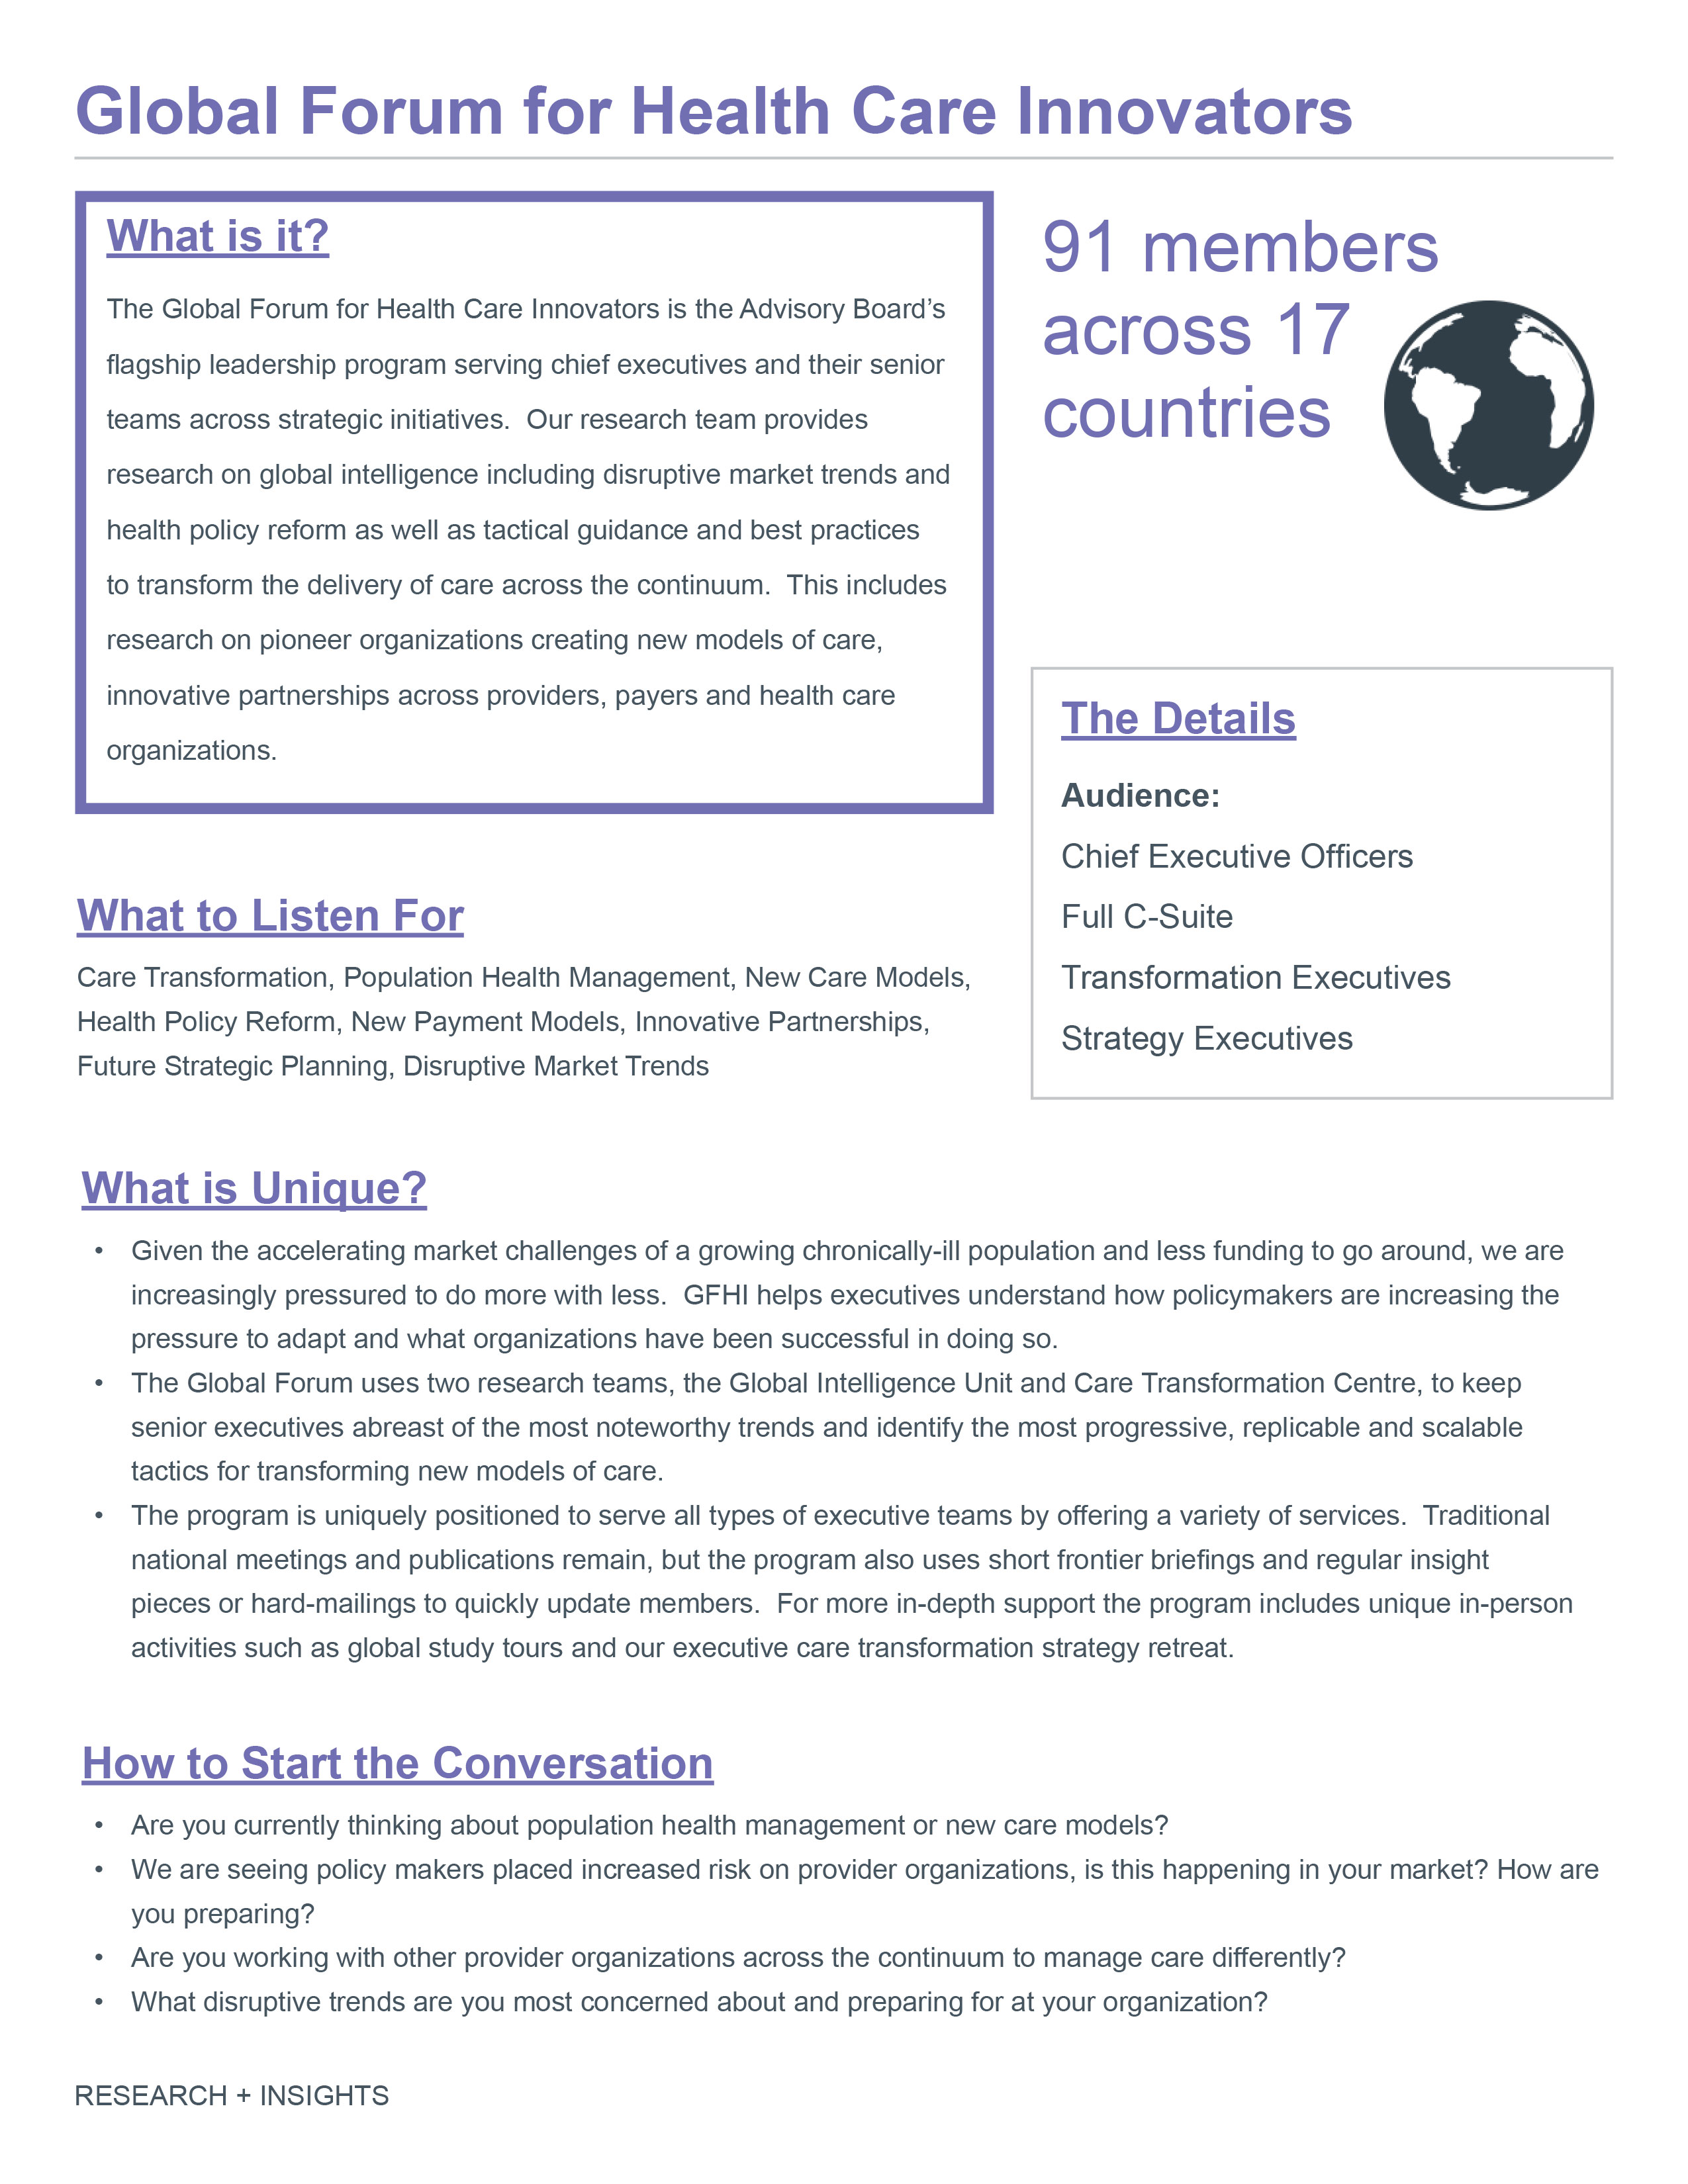 Global Forum for Health Care Innovators
What is it?
The Global Forum for Health Care Innovators is the Advisory Board’s
flagship leadership program serving chief executives and their senior
teams across strategic initiatives.  Our research team provides
research on global intelligence including disruptive market trends and
health policy reform as well as tactical guidance and best practices
to transform the delivery of care across the continuum.  This includes
research on pioneer organizations creating new models of care,
innovative partnerships across providers, payers and health care
organizations.
91 members
across 17
countries
The Details
Audience:
Chief Executive Officers
Full C-Suite
Transformation Executives
Strategy Executives
What to Listen For
Care Transformation, Population Health Management, New Care Models,
Health Policy Reform, New Payment Models, Innovative Partnerships,
Future Strategic Planning, Disruptive Market Trends
What is Unique?
• Given the accelerating market challenges of a growing chronically-ill population and less funding to go around, we are
increasingly pressured to do more with less.  GFHI helps executives understand how policymakers are increasing the
pressure to adapt and what organizations have been successful in doing so.
• The Global Forum uses two research teams, the Global Intelligence Unit and Care Transformation Centre, to keep
senior executives abreast of the most noteworthy trends and identify the most progressive, replicable and scalable
tactics for transforming new models of care.
• The program is uniquely positioned to serve all types of executive teams by offering a variety of services.  Traditional
national meetings and publications remain, but the program also uses short frontier briefings and regular insight
pieces or hard-mailings to quickly update members.  For more in-depth support the program includes unique in-person
activities such as global study tours and our executive care transformation strategy retreat.
How to Start the Conversation
• Are you currently thinking about population health management or new care models?
• We are seeing policy makers placed increased risk on provider organizations, is this happening in your market? How are
you preparing?
• Are you working with other provider organizations across the continuum to manage care differently?
• What disruptive trends are you most concerned about and preparing for at your organization?
RESEARCH + INSIGHTS